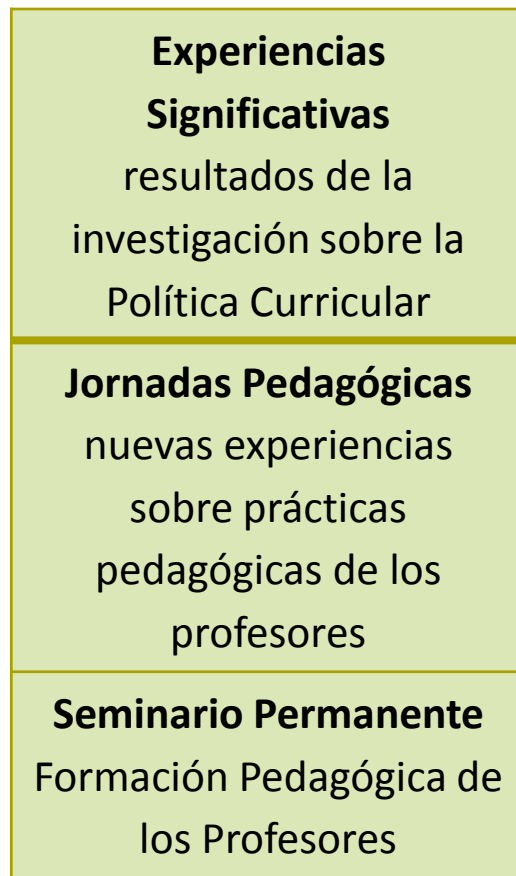 Experiencias
Significativas
resultados de la
investigación sobre la
Política Curricular
Jornadas Pedagógicas
nuevas experiencias
sobre prácticas
pedagógicas de los
profesores
Seminario Permanente
Formación Pedagógica de
los Profesores